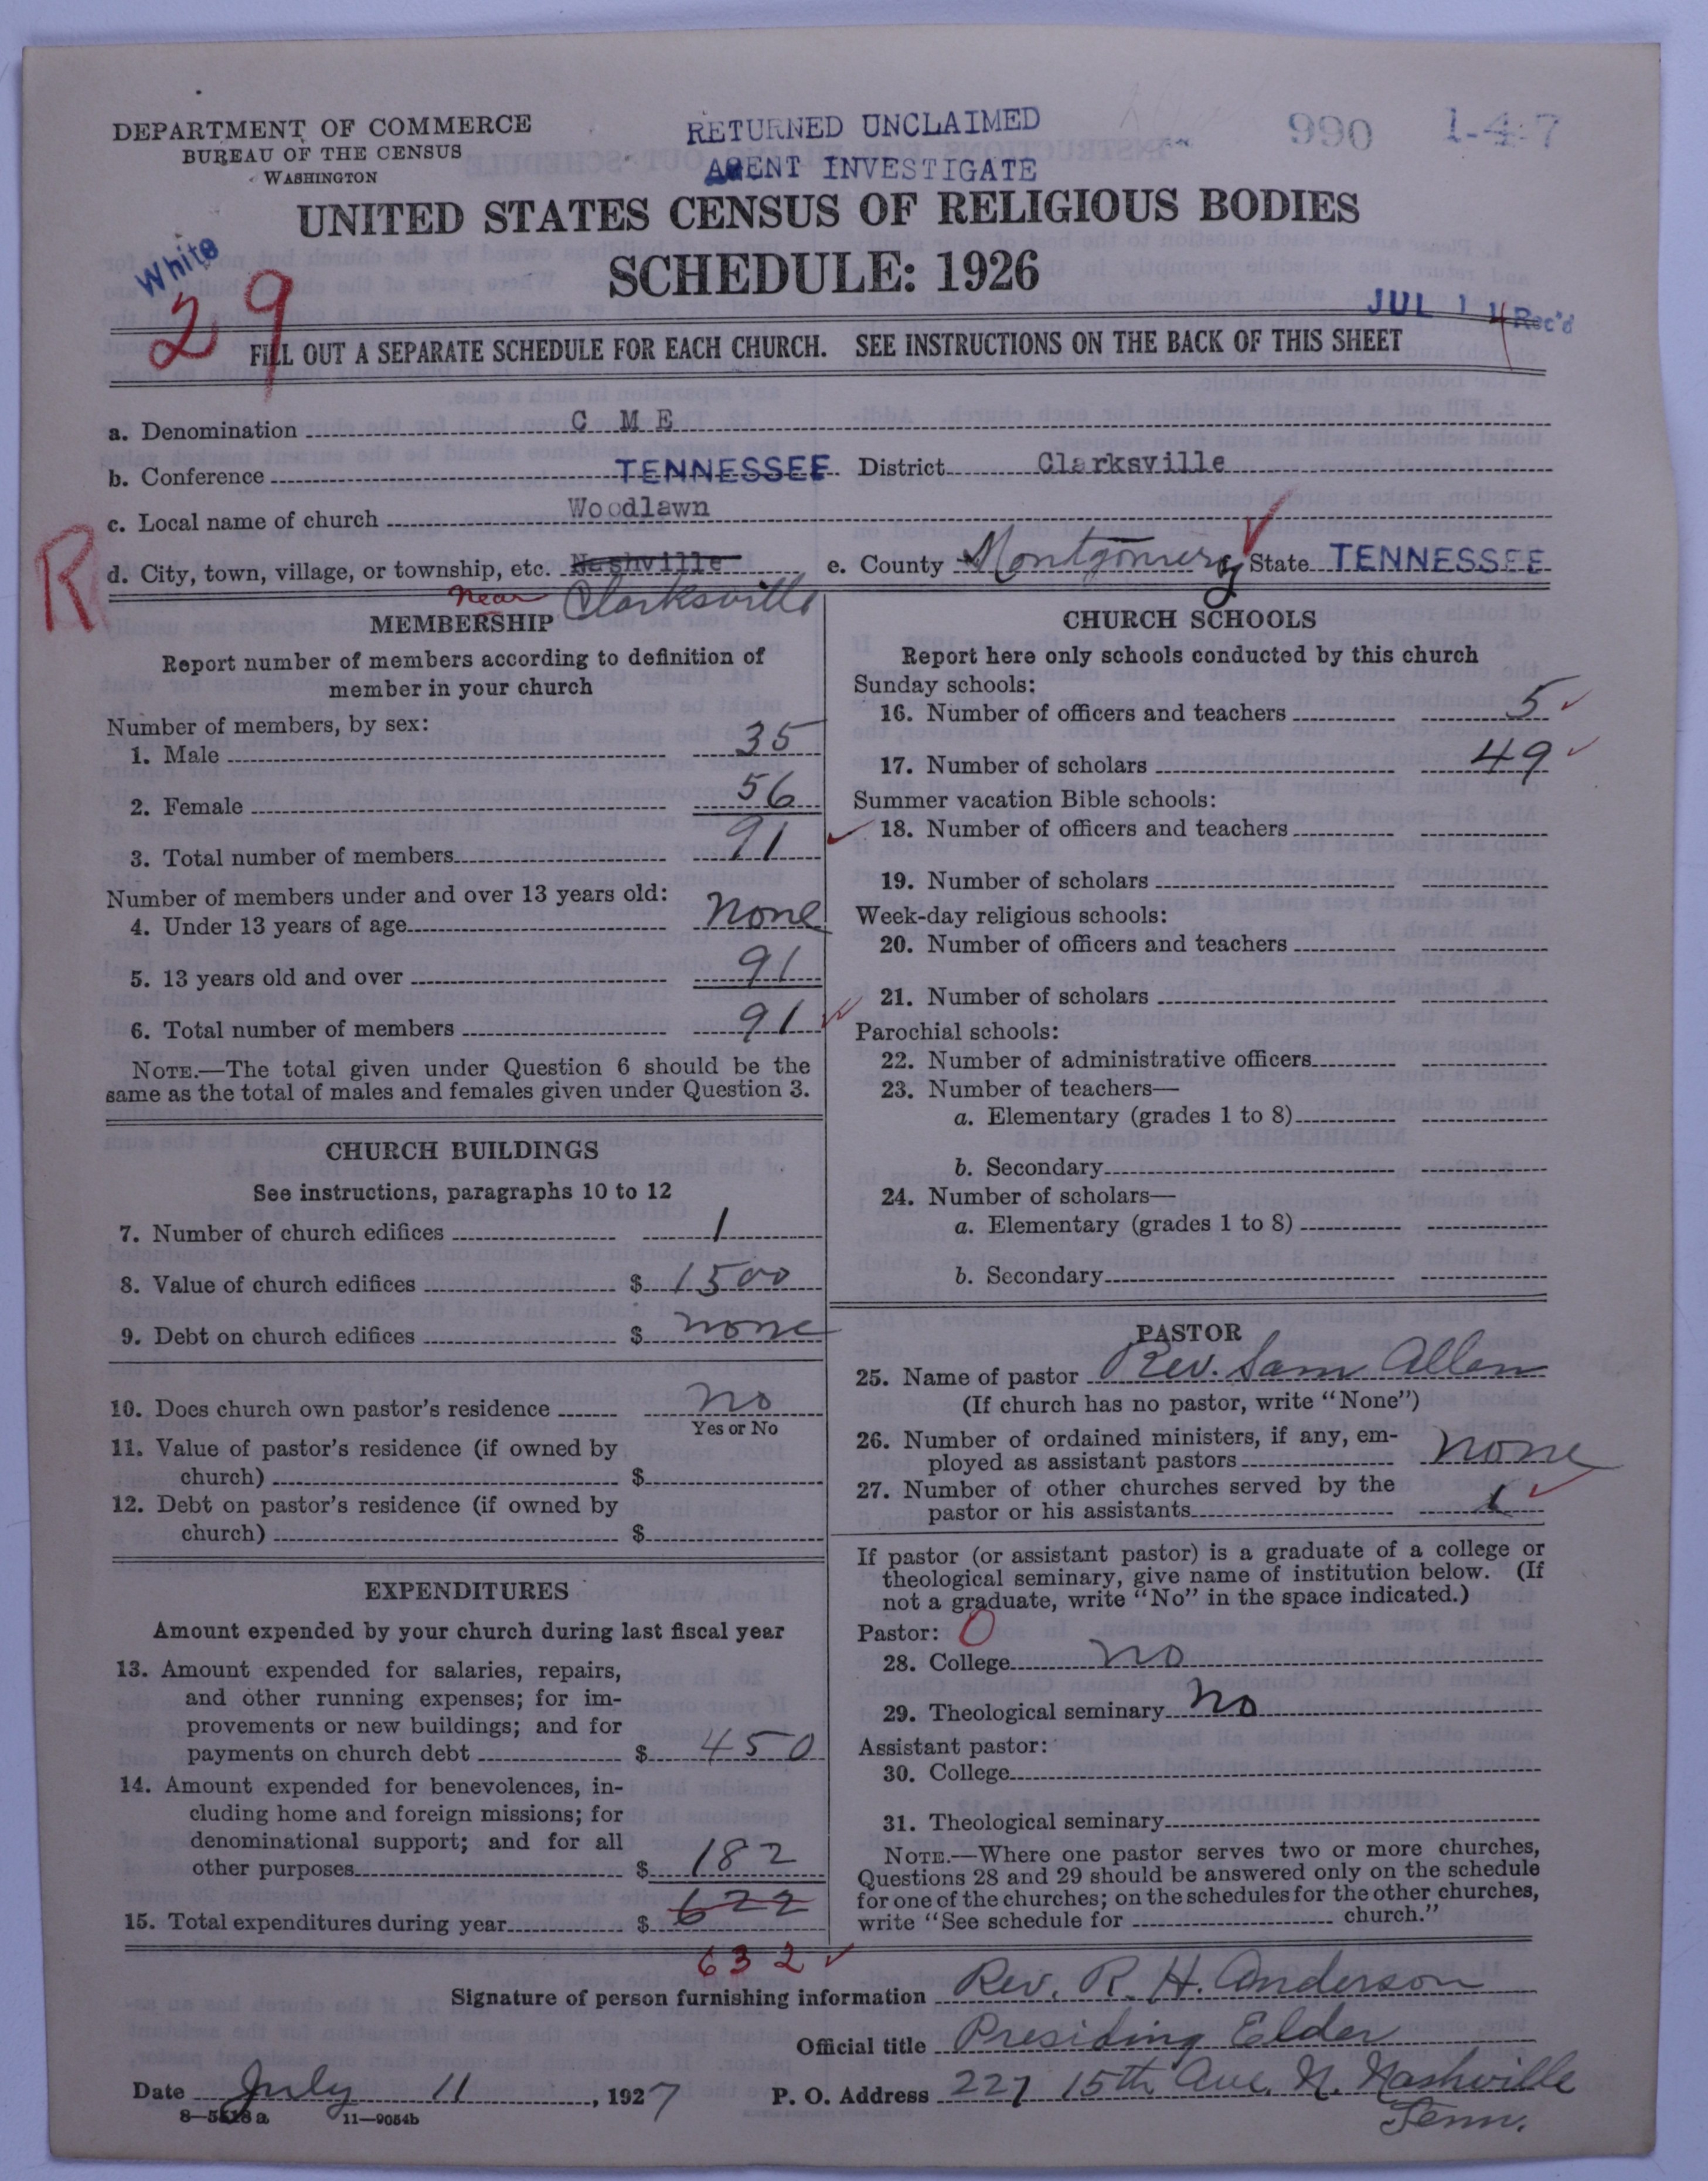 DEPARTMENT OF COMMERCE
BUREAU OF THE CENSUS
WASHINGTON
RETURNED UNCLAIMED
AGENT INVESTIGATE
990
1-4-7
UNITED STATES CENSUS OF RELIGIOUS BODIES
SCHEDULE: 1926
White
29
JUL 14 Rec'd
FILL OUT A SEPARATE SCHEDULE FOR EACH CHURCH. SEE INSTRUCTIONS ON THE BACK OF THIS SHEET
a. Denomination C M E
b. Conference TENNESSEE District Clarksville
c. Local name of church Woodlawn
R
d. City, town, village, or township, etc. Nashville e. County Montgomery State TENNESSEE
near Clarksville
MEMBERSHIP
Report number of members according to definition of
member in your church
Number of members, by sex:
1. Male 35
2. Female 56
3. Total number of members 91
Number of members under and over 13 years old:
4. Under 13 years of age none
5. 13 years old and over 91
6. Total number of members 91
NOTE.—The total given under Question 6 should be the
same as the total of males and females given under Question 3.
CHURCH BUILDINGS
See instructions, paragraphs 10 to 12
7. Number of church edifices 1
8. Value of church edifices $ 1500
9. Debt on church edifices $ none
10. Does church own pastor's residence no
Yes or No
11. Value of pastor's residence (if owned by
church) $
12. Debt on pastor's residence (if owned by
church) $
EXPENDITURES
Amount expended by your church during last fiscal year
13. Amount expended for salaries, repairs,
and other running expenses; for im-
provements or new buildings; and for
payments on church debt $ 450
14. Amount expended for benevolences, in-
cluding home and foreign missions; for
denominational support; and for all
other purposes $ 182
15. Total expenditures during year $ 622
632
CHURCH SCHOOLS
Report here only schools conducted by this church
Sunday schools:
16. Number of officers and teachers 5
17. Number of scholars 49
Summer vacation Bible schools:
18. Number of officers and teachers
19. Number of scholars
Week-day religious schools:
20. Number of officers and teachers
21. Number of scholars
Parochial schools:
22. Number of administrative officers
23. Number of teachers—
a. Elementary (grades 1 to 8)
b. Secondary
24. Number of scholars—
a. Elementary (grades 1 to 8)
b. Secondary
PASTOR
25. Name of pastor Rev. Sam Allen
(If church has no pastor, write "None")
26. Number of ordained ministers, if any, em-
ployed as assistant pastors none
27. Number of other churches served by the
pastor or his assistants 1
If pastor (or assistant pastor) is a graduate of a college or
theological seminary, give name of institution below. (If
not a graduate, write "No" in the space indicated.)
Pastor: 0
28. College no
29. Theological seminary no
Assistant pastor:
30. College
31. Theological seminary
NOTE.—Where one pastor serves two or more churches,
Questions 28 and 29 should be answered only on the schedule
for one of the churches; on the schedules for the other churches,
write "See schedule for church."
Signature of person furnishing information Rev. R. H. Anderson
Official title Presiding Elder
Date July 11, 1927 P. O. Address 227 15th Ave. N. Nashville
Tenn.
8—5518a 11—9054b